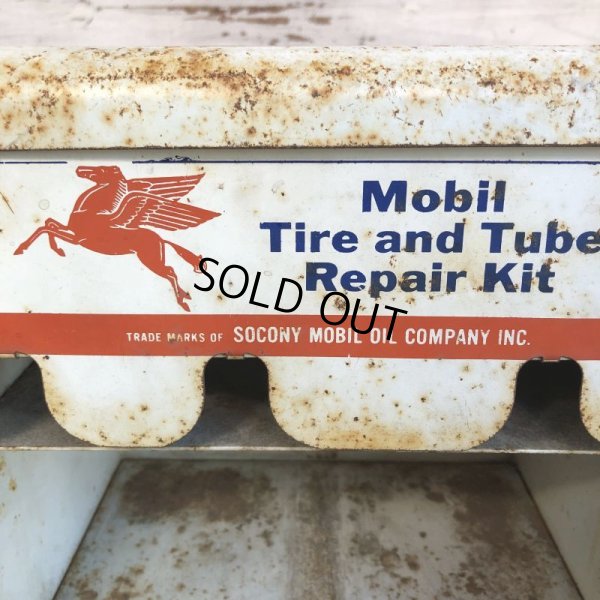 Mobil
Tire and Tube
Repair Kit
SOLD OUT
TRADE MARKS OF SOCONY MOBIL OIL COMPANY INC.